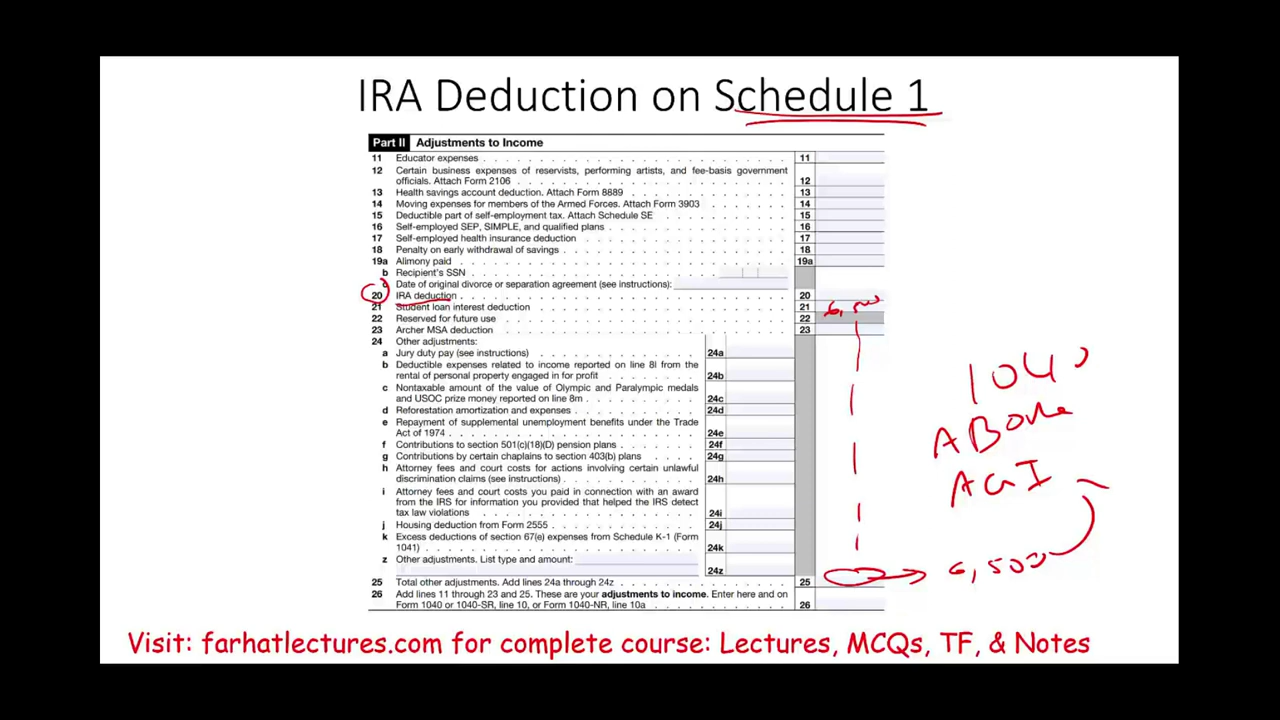 IRA Deduction on Schedule 1
Part II Adjustments to Income
11 Educator expenses 11
12 Certain business expenses of reservists, performing artists, and fee-basis government
officials. Attach Form 2106 12
13 Health savings account deduction. Attach Form 8889 13
14 Moving expenses for members of the Armed Forces. Attach Form 3903 14
15 Deductible part of self-employment tax. Attach Schedule SE 15
16 Self-employed SEP, SIMPLE, and qualified plans 16
17 Self-employed health insurance deduction 17
18 Penalty on early withdrawal of savings 18
19a Alimony paid 19a
b Recipient's SSN
c Date of original divorce or separation agreement (see instructions):
20 IRA deduction 20
21 Student loan interest deduction 21
22 Reserved for future use 22
23 Archer MSA deduction 23
24 Other adjustments:
a Jury duty pay (see instructions) 24a
b Deductible expenses related to income reported on line 8l from the
rental of personal property engaged in for profit 24b
c Nontaxable amount of the value of Olympic and Paralympic medals
and USOC prize money reported on line 8m 24c
d Reforestation amortization and expenses 24d
e Repayment of supplemental unemployment benefits under the Trade
Act of 1974 24e
f Contributions to section 501(c)(18)(D) pension plans 24f
g Contributions by certain chaplains to section 403(b) plans 24g
h Attorney fees and court costs for actions involving certain unlawful
discrimination claims (see instructions) 24h
i Attorney fees and court costs you paid in connection with an award
from the IRS for information you provided that helped the IRS detect
tax law violations 24i
j Housing deduction from Form 2555 24j
k Excess deductions of section 67(e) expenses from Schedule K-1 (Form
1041) 24k
z Other adjustments. List type and amount:
24z
25 Total other adjustments. Add lines 24a through 24z 25
26 Add lines 11 through 23 and 25. These are your adjustments to income. Enter here and on
Form 1040 or 1040-SR, line 10, or Form 1040-NR, line 10a 26
1040
ABove
AGI
6,500
Visit: farhatlectures.com for complete course: Lectures, MCQs, TF, & Notes